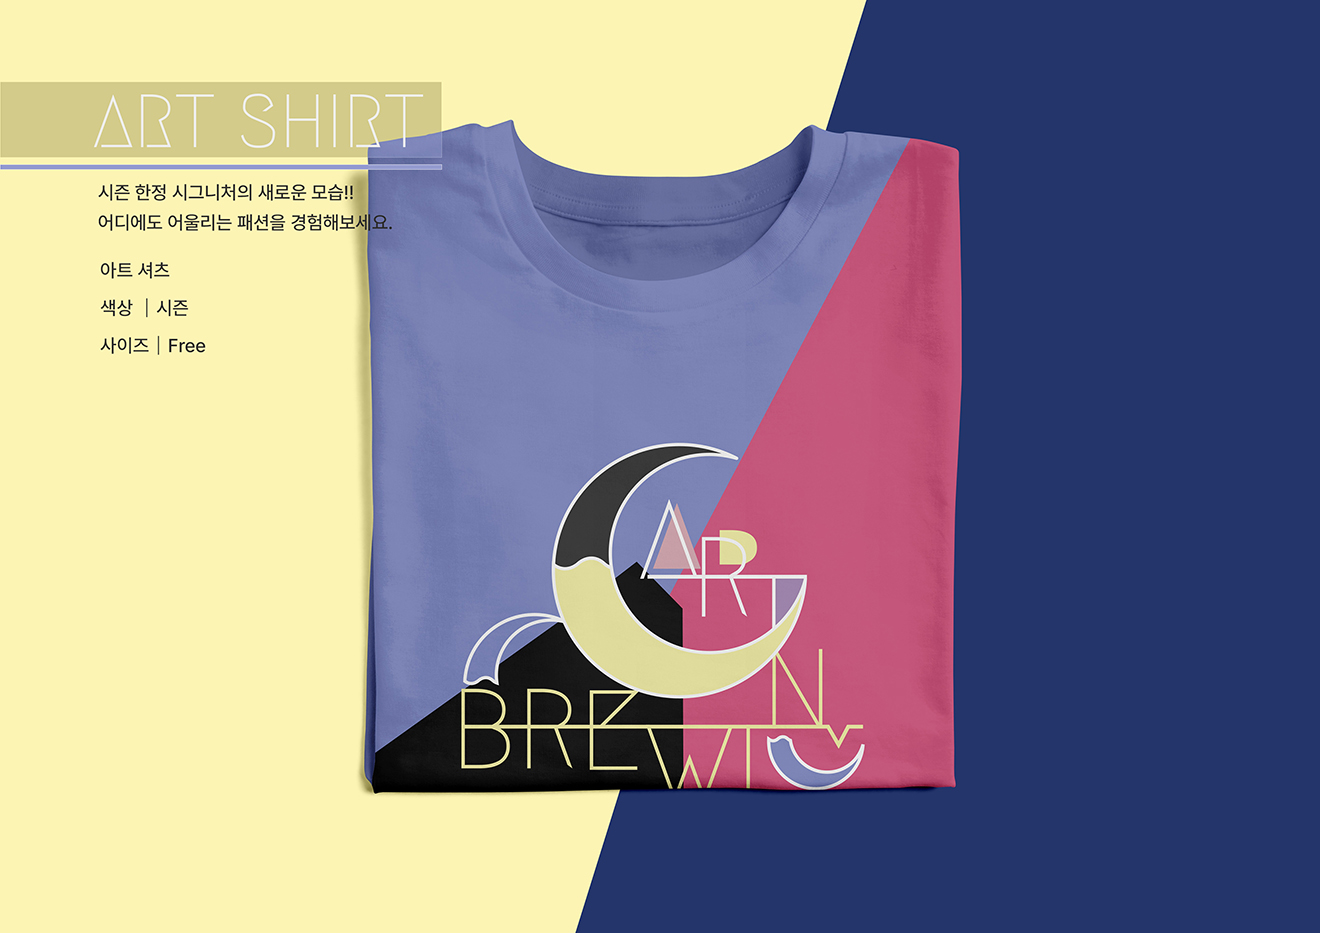 ART SHIRT
시즌 한정 시그니처의 새로운 모습!!
어디에도 어울리는 패션을 경험해보세요.
아트 셔츠
색상 | 시즌
사이즈 | Free
ART
BREWING